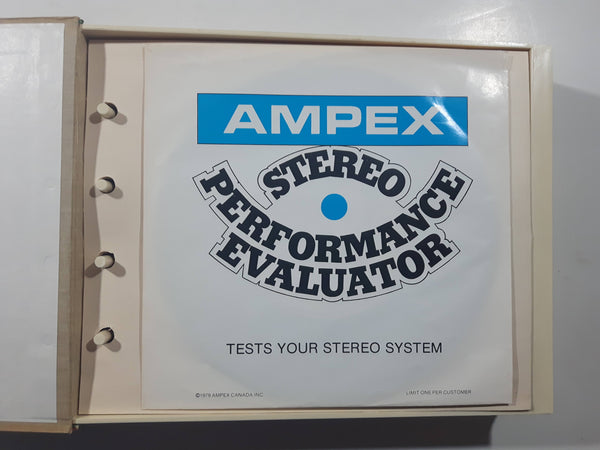 AMPEX
STEREO
PERFORMANCE
EVALUATOR
TESTS YOUR STEREO SYSTEM
©1978 AMPEX CANADA INC LIMIT ONE PER CUSTOMER